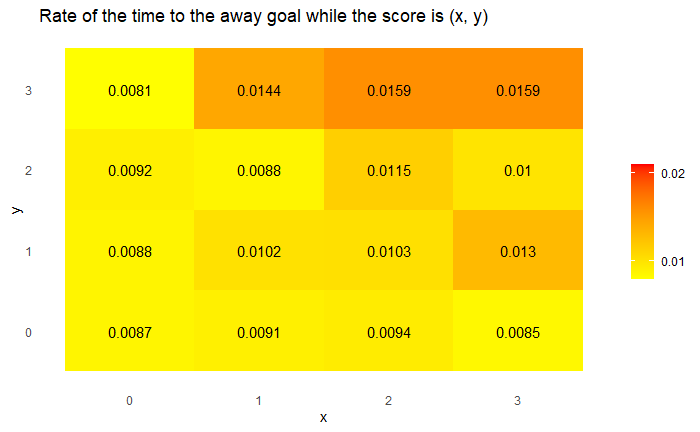 Rate of the time to the away goal while the score is (x, y)
3
0.0081 0.0144 0.0159 0.0159
2
0.0092 0.0088 0.0115 0.01
y
1
0.0088 0.0102 0.0103 0.013
0
0.0087 0.0091 0.0094 0.0085
0 1 2 3
x
0.02
0.01